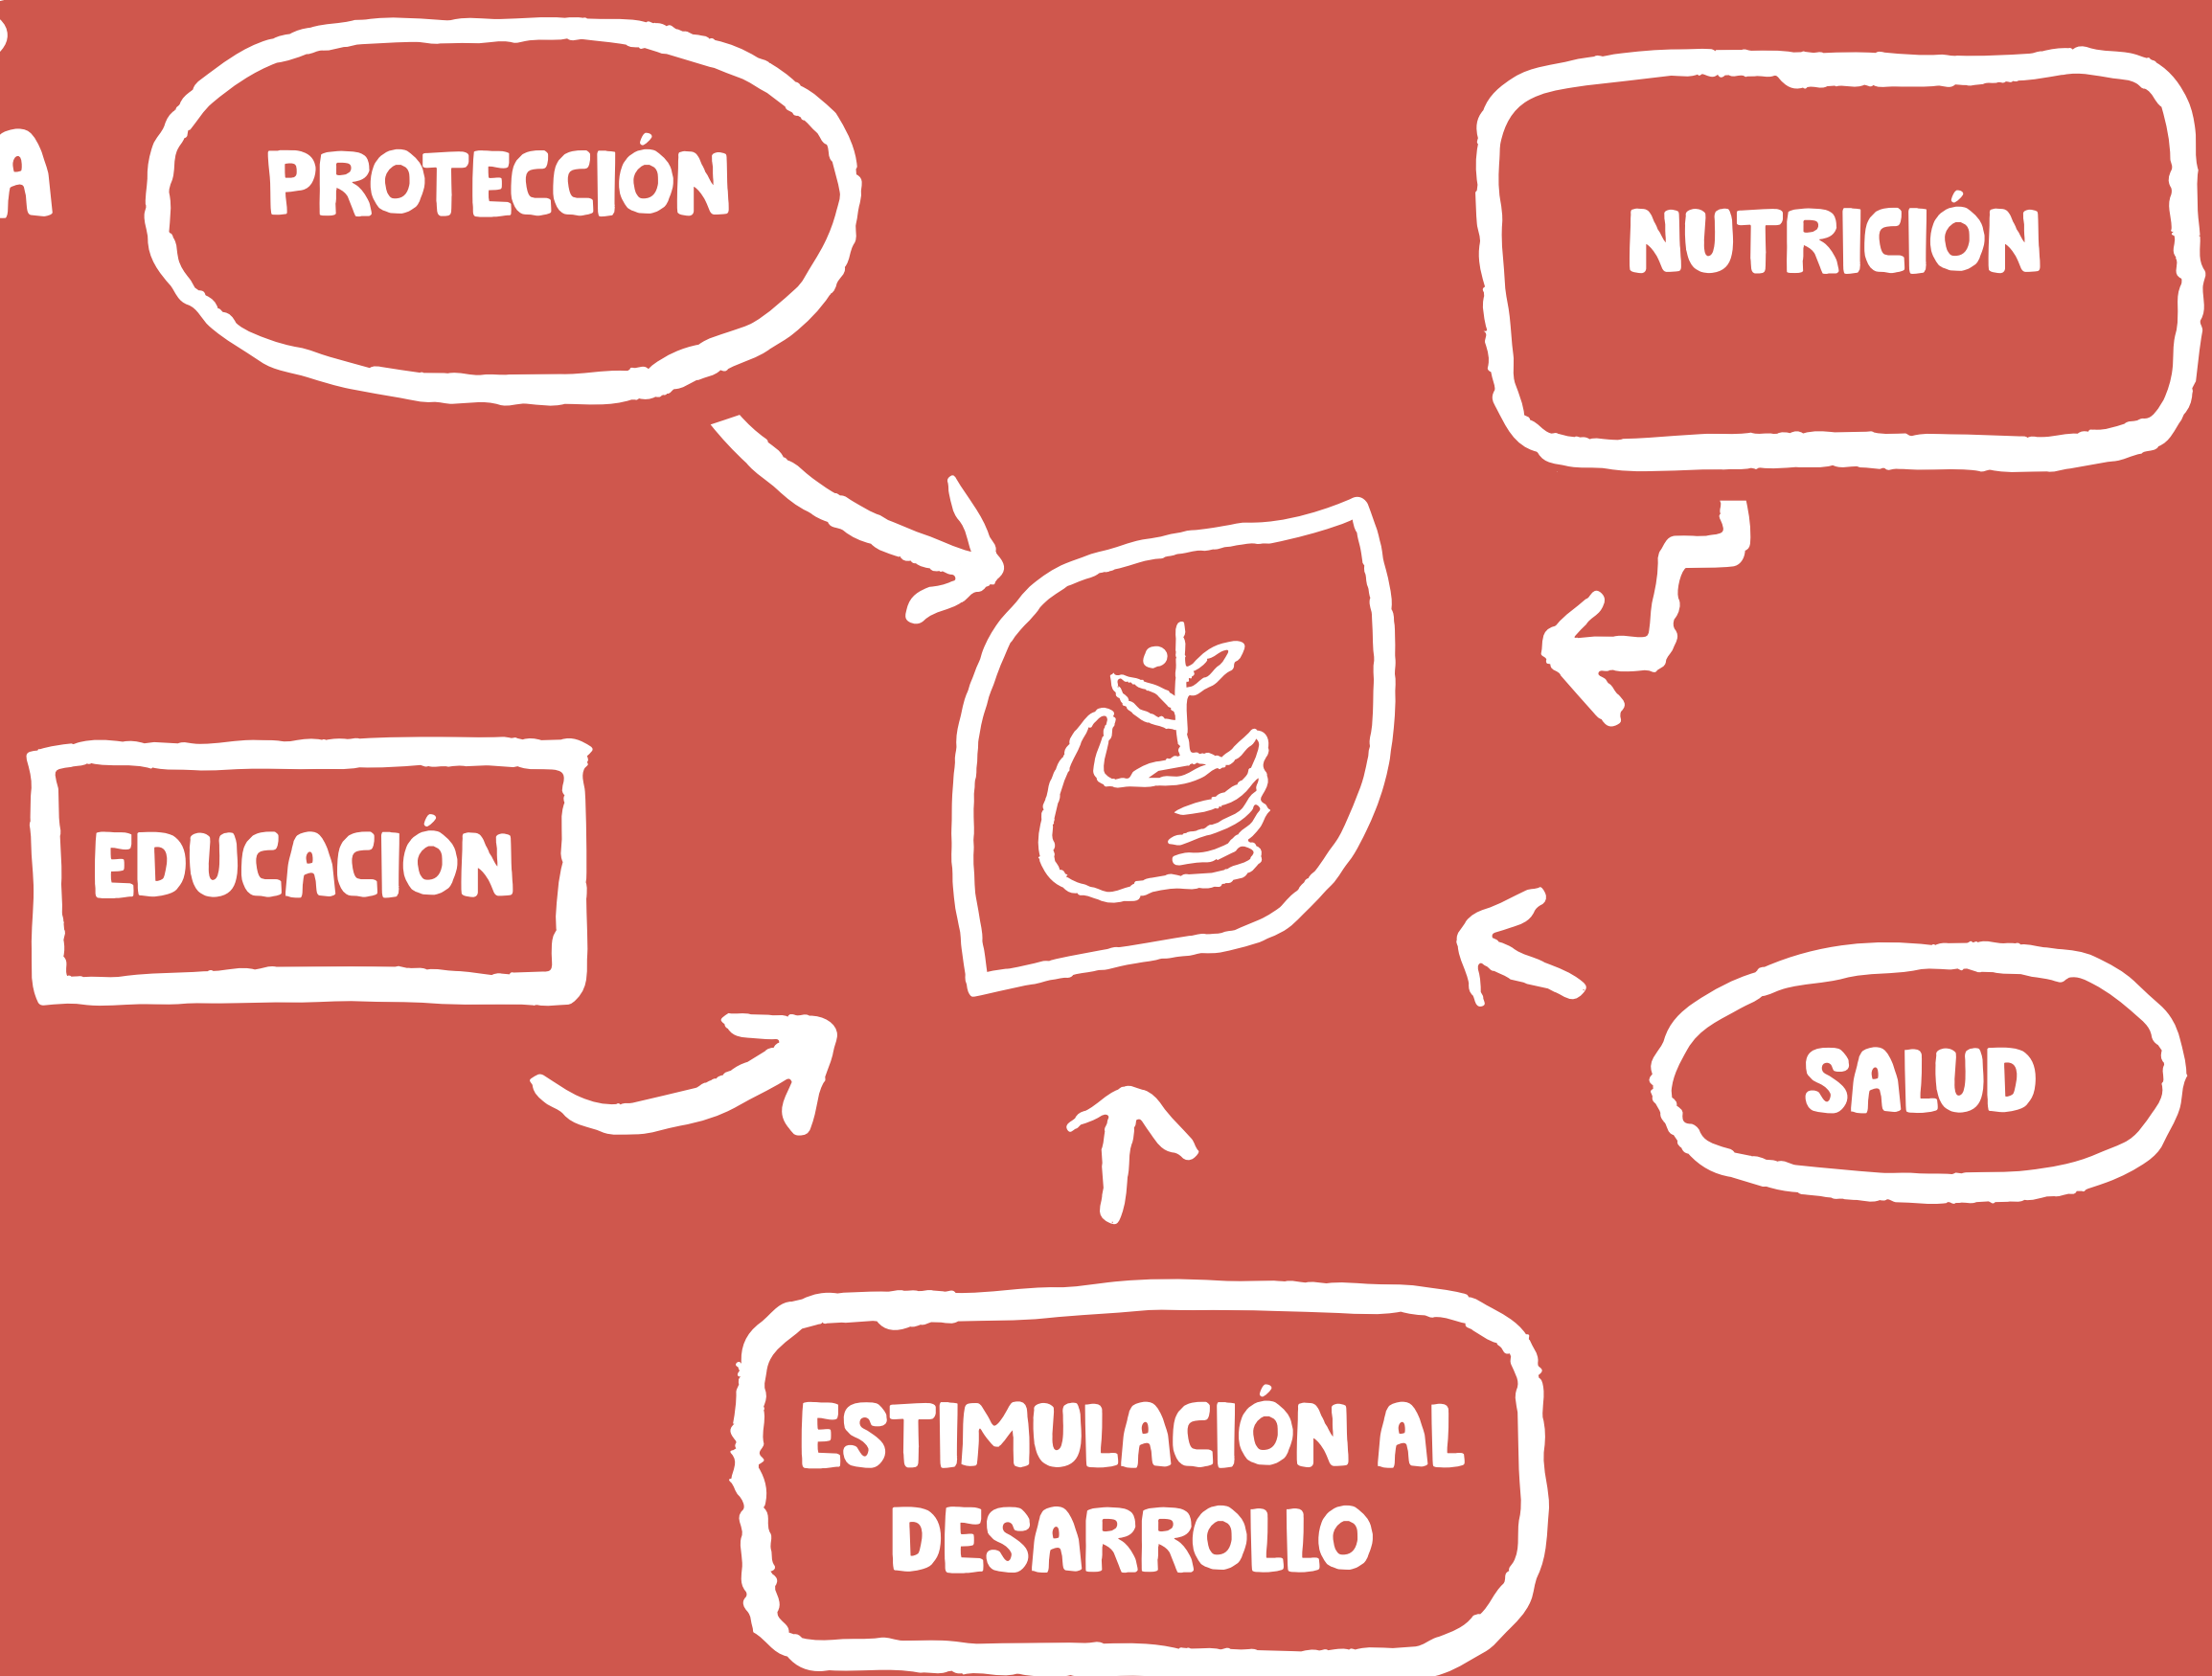 A
PROTECCIÓN
NUTRICIÓN
EDUCACIÓN
SALUD
ESTIMULACIÓN AL
DESARROLLO